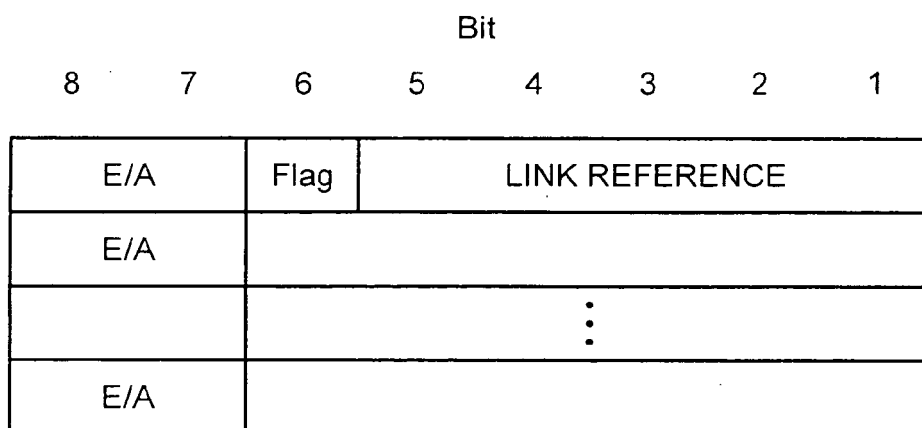 Bit
8 7 6 5 4 3 2 1
E/A Flag LINK REFERENCE
E/A
E/A